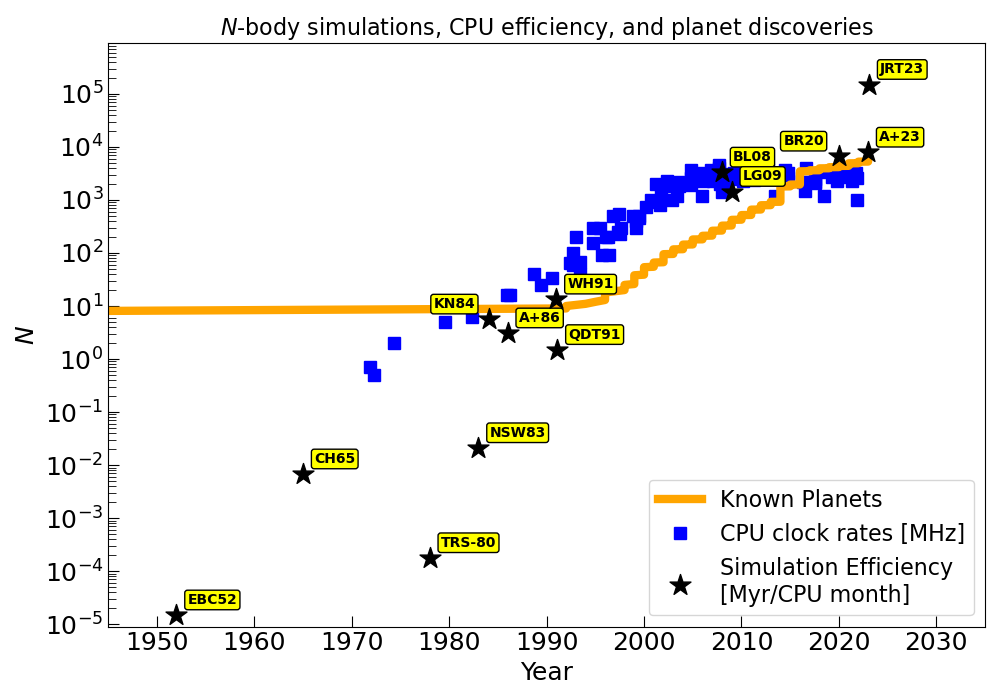 N-body simulations, CPU efficiency, and planet discoveries
JRT23
10^5
BR20
A+23
10^4
BL08
LG09
10^3
10^2
WH91
10^1
KN84
A+86
QDT91
N
10^0
10^-1
NSW83
CH65
10^-2
Known Planets
10^-3
CPU clock rates [MHz]
TRS-80
10^-4
Simulation Efficiency
[Myr/CPU month]
EBC52
10^-5
1950 1960 1970 1980 1990 2000 2010 2020 2030
Year